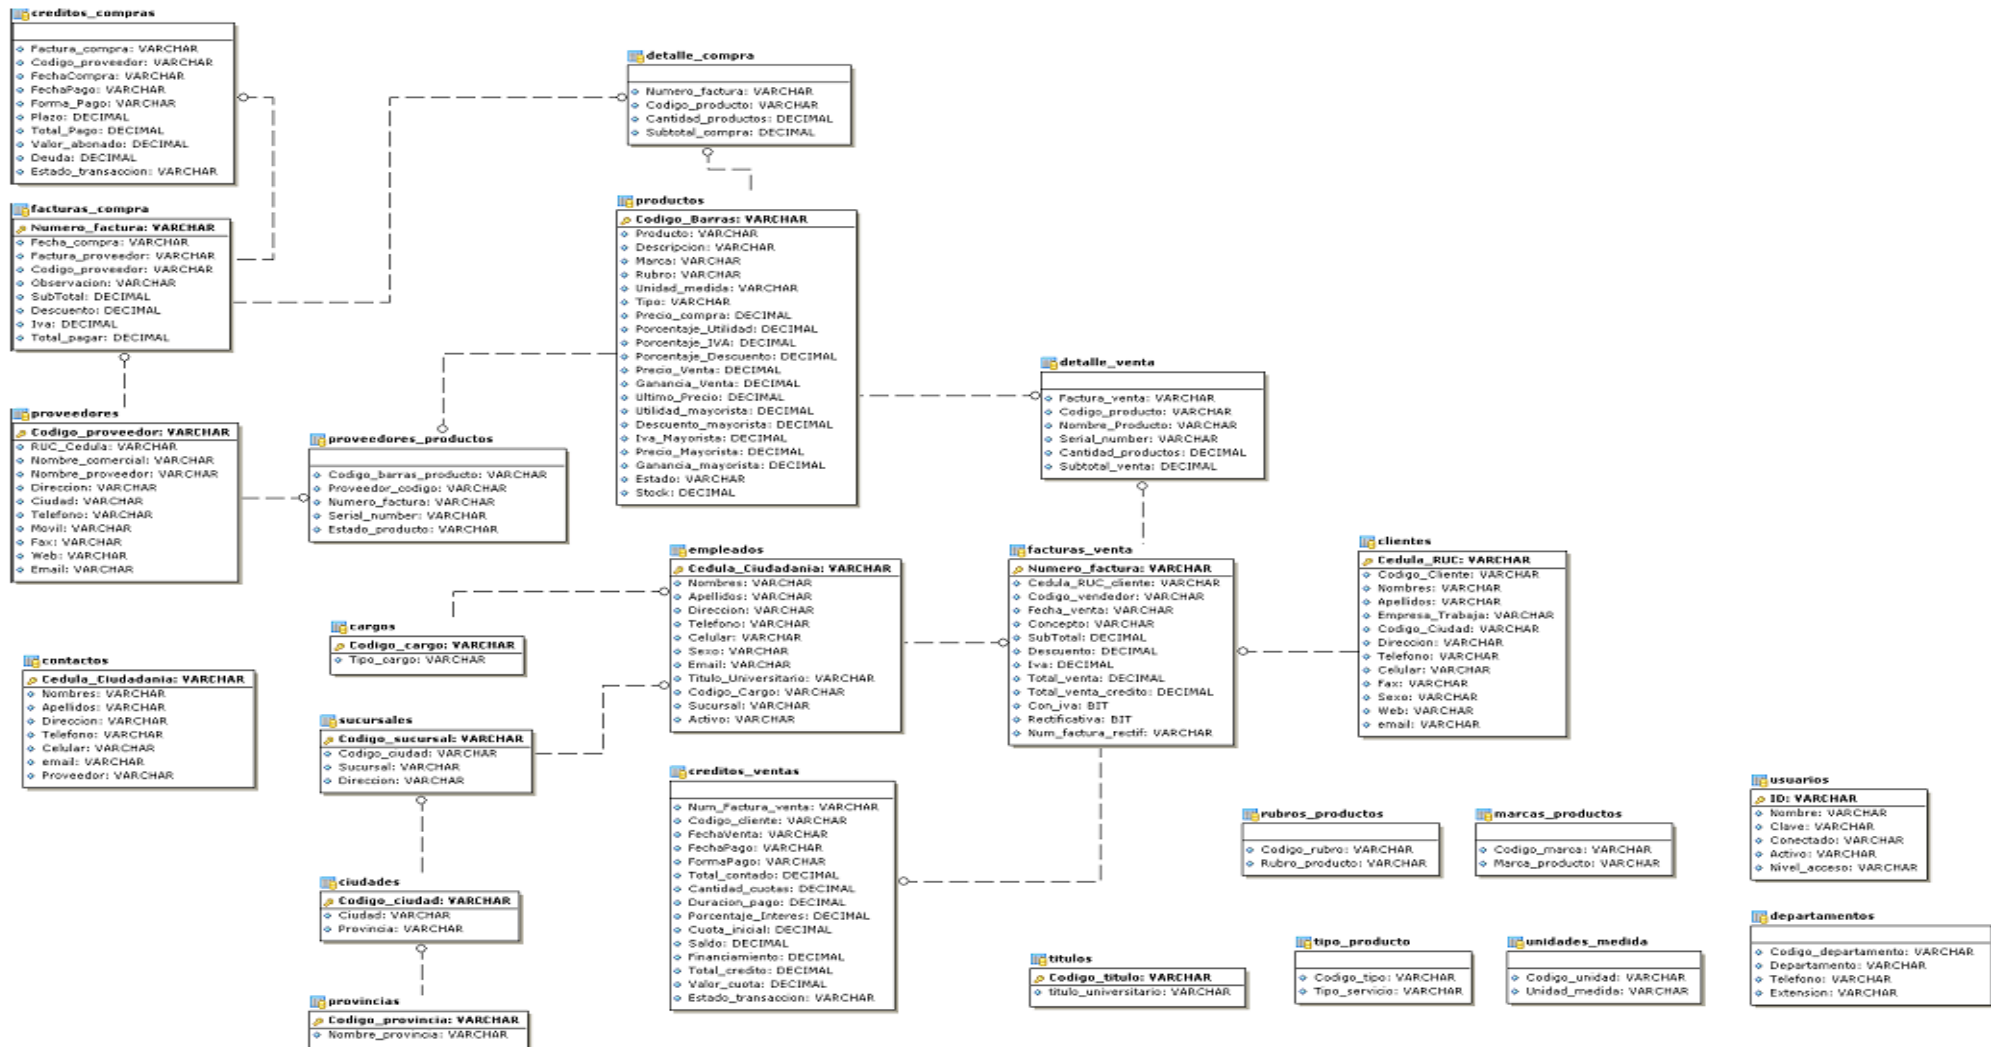 creditos_compras
Factura_compra: VARCHAR
Codigo_proveedor: VARCHAR
FechaCompra: VARCHAR
FechaPago: VARCHAR
Forma_Pago: VARCHAR
Plazo: DECIMAL
Total_Pago: DECIMAL
Valor_abonado: DECIMAL
Deuda: DECIMAL
Estado_transaccion: VARCHAR
detalle_compra
Numero_factura: VARCHAR
Codigo_producto: VARCHAR
Cantidad_productos: DECIMAL
Subtotal_compra: DECIMAL
facturas_compra
Numero_factura: VARCHAR
Fecha_compra: VARCHAR
Factura_proveedor: VARCHAR
Codigo_proveedor: VARCHAR
Observacion: VARCHAR
SubTotal: DECIMAL
Descuento: DECIMAL
Iva: DECIMAL
Total_pagar: DECIMAL
productos
Codigo_Barras: VARCHAR
Producto: VARCHAR
Descripcion: VARCHAR
Marca: VARCHAR
Rubro: VARCHAR
Unidad_medida: VARCHAR
Tipo: VARCHAR
Precio_compra: DECIMAL
Porcentaje_Utilidad: DECIMAL
Porcentaje_IVA: DECIMAL
Porcentaje_Descuento: DECIMAL
Precio_Venta: DECIMAL
Ganancia_Venta: DECIMAL
Ultimo_Precio: DECIMAL
Utilidad_mayorista: DECIMAL
Descuento_mayorista: DECIMAL
Iva_Mayorista: DECIMAL
Precio_Mayorista: DECIMAL
Ganancia_mayorista: DECIMAL
Estado: VARCHAR
Stock: DECIMAL
detalle_venta
Factura_venta: VARCHAR
Codigo_producto: VARCHAR
Nombre_Producto: VARCHAR
Serial_number: VARCHAR
Cantidad_productos: DECIMAL
Subtotal_venta: DECIMAL
proveedores
Codigo_proveedor: VARCHAR
RUC_Cedula: VARCHAR
Nombre_comercial: VARCHAR
Nombre_proveedor: VARCHAR
Direccion: VARCHAR
Ciudad: VARCHAR
Telefono: VARCHAR
Movil: VARCHAR
Fax: VARCHAR
Web: VARCHAR
Email: VARCHAR
proveedores_productos
Codigo_barras_producto: VARCHAR
Proveedor_codigo: VARCHAR
Numero_factura: VARCHAR
Serial_number: VARCHAR
Estado_producto: VARCHAR
empleados
Cedula_Ciudadania: VARCHAR
Nombres: VARCHAR
Apellidos: VARCHAR
Direccion: VARCHAR
Telefono: VARCHAR
Celular: VARCHAR
Sexo: VARCHAR
Email: VARCHAR
Titulo_Universitario: VARCHAR
Codigo_Cargo: VARCHAR
Sucursal: VARCHAR
Activo: VARCHAR
facturas_venta
Numero_factura: VARCHAR
Cedula_RUC_cliente: VARCHAR
Codigo_vendedor: VARCHAR
Fecha_venta: VARCHAR
Concepto: VARCHAR
SubTotal: DECIMAL
Descuento: DECIMAL
Iva: DECIMAL
Total_venta: DECIMAL
Total_venta_credito: DECIMAL
Con_iva: BIT
Rectificativa: BIT
Num_factura_rectif: VARCHAR
clientes
Cedula_RUC: VARCHAR
Codigo_Cliente: VARCHAR
Nombres: VARCHAR
Apellidos: VARCHAR
Empresa_Trabaja: VARCHAR
Codigo_Ciudad: VARCHAR
Direccion: VARCHAR
Telefono: VARCHAR
Celular: VARCHAR
Fax: VARCHAR
Sexo: VARCHAR
Web: VARCHAR
email: VARCHAR
cargos
Codigo_cargo: VARCHAR
Tipo_cargo: VARCHAR
contactos
Cedula_Ciudadania: VARCHAR
Nombres: VARCHAR
Apellidos: VARCHAR
Direccion: VARCHAR
Telefono: VARCHAR
Celular: VARCHAR
email: VARCHAR
Proveedor: VARCHAR
sucursales
Codigo_sucursal: VARCHAR
Codigo_ciudad: VARCHAR
Sucursal: VARCHAR
Direccion: VARCHAR
creditos_ventas
Num_Factura_venta: VARCHAR
Codigo_cliente: VARCHAR
FechaVenta: VARCHAR
FechaPago: VARCHAR
FormaPago: VARCHAR
Total_contado: DECIMAL
Cantidad_cuotas: DECIMAL
Duracion_pago: DECIMAL
Porcentaje_Interes: DECIMAL
Cuota_inicial: DECIMAL
Saldo: DECIMAL
Financiamiento: DECIMAL
Total_credito: DECIMAL
Valor_cuota: DECIMAL
Estado_transaccion: VARCHAR
ciudades
Codigo_ciudad: VARCHAR
Ciudad: VARCHAR
Provincia: VARCHAR
provincias
Codigo_provincia: VARCHAR
Nombre_provincia: VARCHAR
rubros_productos
Codigo_rubro: VARCHAR
Rubro_producto: VARCHAR
marcas_productos
Codigo_marca: VARCHAR
Marca_producto: VARCHAR
usuarios
ID: VARCHAR
Nombre: VARCHAR
Clave: VARCHAR
Conectado: VARCHAR
Activo: VARCHAR
Nivel_acceso: VARCHAR
titulos
Codigo_titulo: VARCHAR
titulo_universitario: VARCHAR
tipo_producto
Codigo_tipo: VARCHAR
Tipo_servicio: VARCHAR
unidades_medida
Codigo_unidad: VARCHAR
Unidad_medida: VARCHAR
departamentos
Codigo_departamento: VARCHAR
Departamento: VARCHAR
Telefono: VARCHAR
Extension: VARCHAR